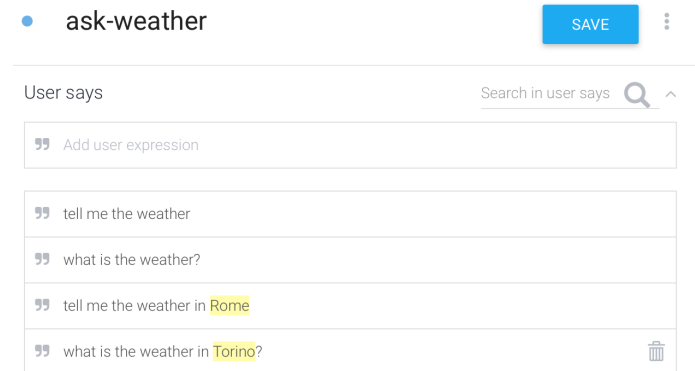 ask-weather
SAVE
User says
Search in user says
Add user expression
tell me the weather
what is the weather?
tell me the weather in Rome
what is the weather in Torino?